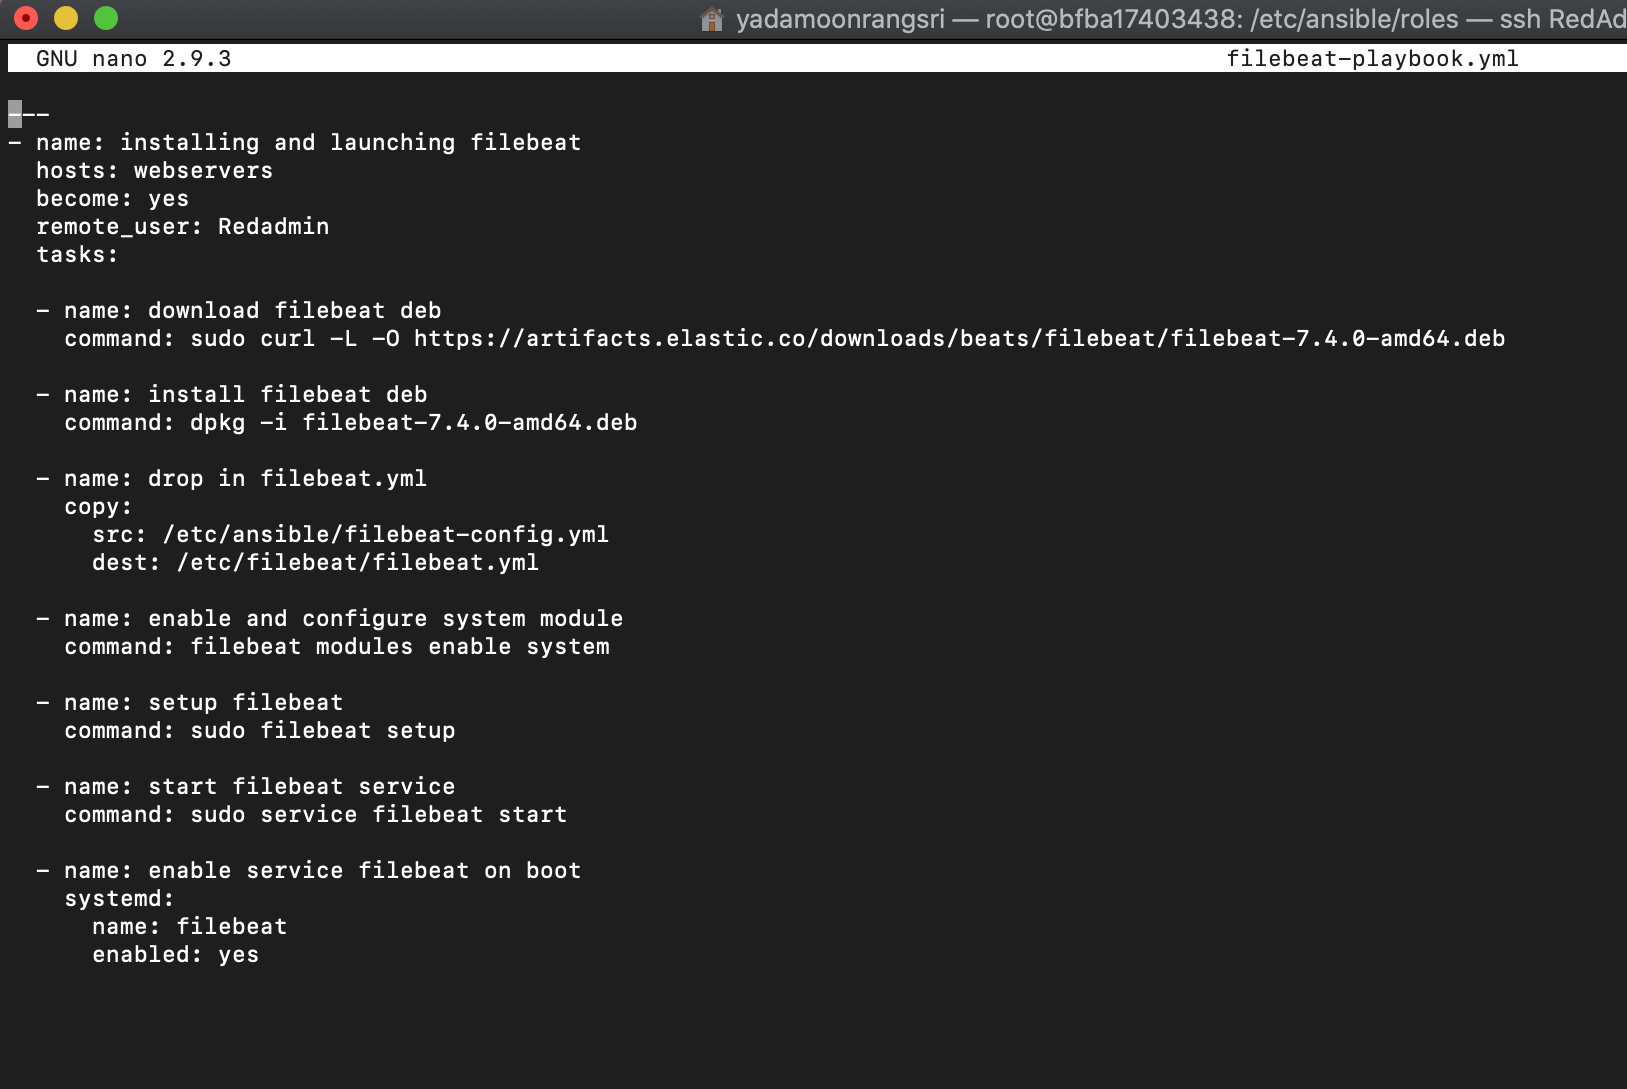 yadamoonrangsri — root@bfba17403438: /etc/ansible/roles — ssh RedAd
GNU nano 2.9.3 filebeat-playbook.yml
---
- name: installing and launching filebeat
  hosts: webservers
  become: yes
  remote_user: Redadmin
  tasks:
  - name: download filebeat deb
    command: sudo curl -L -O https://artifacts.elastic.co/downloads/beats/filebeat/filebeat-7.4.0-amd64.deb
  - name: install filebeat deb
    command: dpkg -i filebeat-7.4.0-amd64.deb
  - name: drop in filebeat.yml
    copy:
      src: /etc/ansible/filebeat-config.yml
      dest: /etc/filebeat/filebeat.yml
  - name: enable and configure system module
    command: filebeat modules enable system
  - name: setup filebeat
    command: sudo filebeat setup
  - name: start filebeat service
    command: sudo service filebeat start
  - name: enable service filebeat on boot
    systemd:
      name: filebeat
      enabled: yes